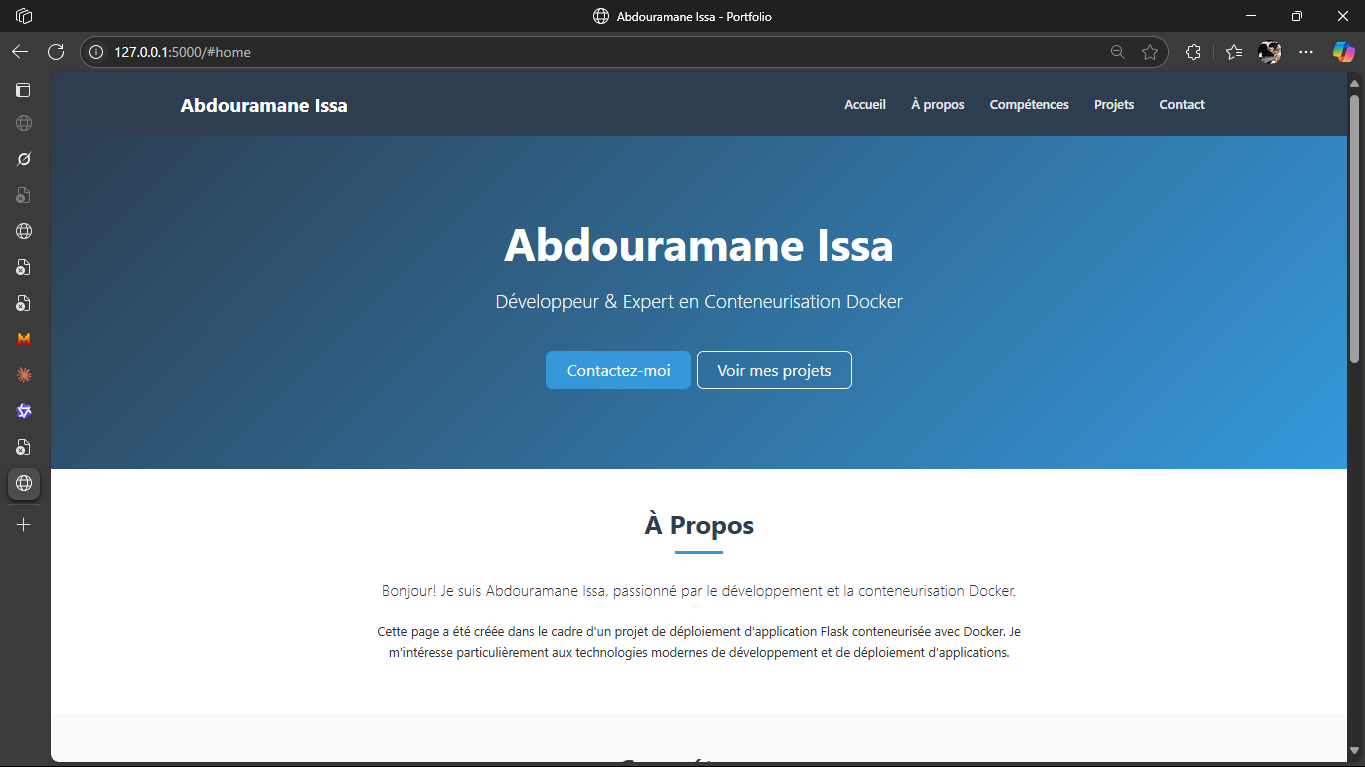 Abdouramane Issa - Portfolio
127.0.0.1:5000/#home
Abdouramane Issa
Accueil À propos Compétences Projets Contact
Abdouramane Issa
Développeur & Expert en Conteneurisation Docker
Contactez-moi Voir mes projets
À Propos
Bonjour! Je suis Abdouramane Issa, passionné par le développement et la conteneurisation Docker.
Cette page a été créée dans le cadre d'un projet de déploiement d'application Flask conteneurisée avec Docker. Je
m'intéresse particulièrement aux technologies modernes de développement et de déploiement d'applications.